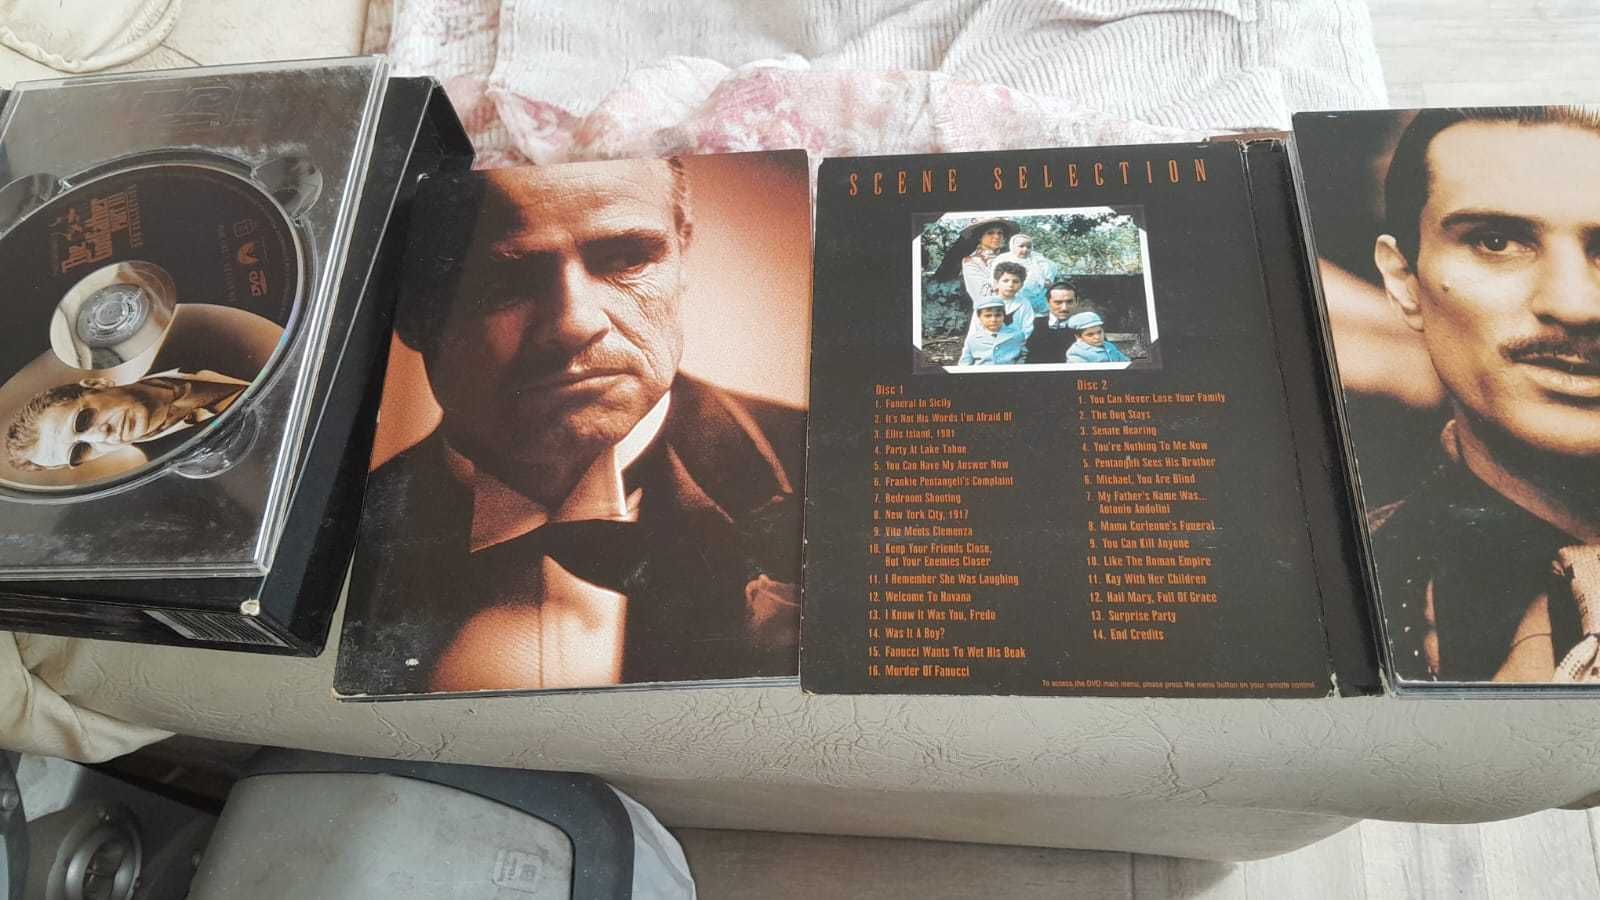 The
Godfather
PART III
DVD
SCENE SELECTION
Disc 1
1. Funeral In Sicily
2. It's Not His Words I'm Afraid Of
3. Ellis Island, 1901
4. Party At Lake Tahoe
5. You Can Have My Answer Now
6. Frankie Pentangeli's Complaint
7. Bedroom Shooting
8. New York City, 1917
9. Vito Meets Clemenza
10. Keep Your Friends Close,
But Your Enemies Closer
11. I Remember She Was Laughing
12. Welcome To Havana
13. I Know It Was You, Fredo
14. Was It A Boy?
15. Fanucci Wants To Wet His Beak
16. Murder Of Fanucci
Disc 2
1. You Can Never Lose Your Family
2. The Don Stays
3. Senate Hearing
4. You're Nothing To Me Now
5. Pentangeli Sees His Brother
6. Michael, You Are Blind
7. My Father's Name Was...
Antonio Andolini
8. Mama Corleone's Funeral
9. You Can Kill Anyone
10. Like The Roman Empire
11. Kay With Her Children
12. Hail Mary, Full Of Grace
13. Surprise Party
14. End Credits
To access the DVD main menu, please press the menu button on your remote control.